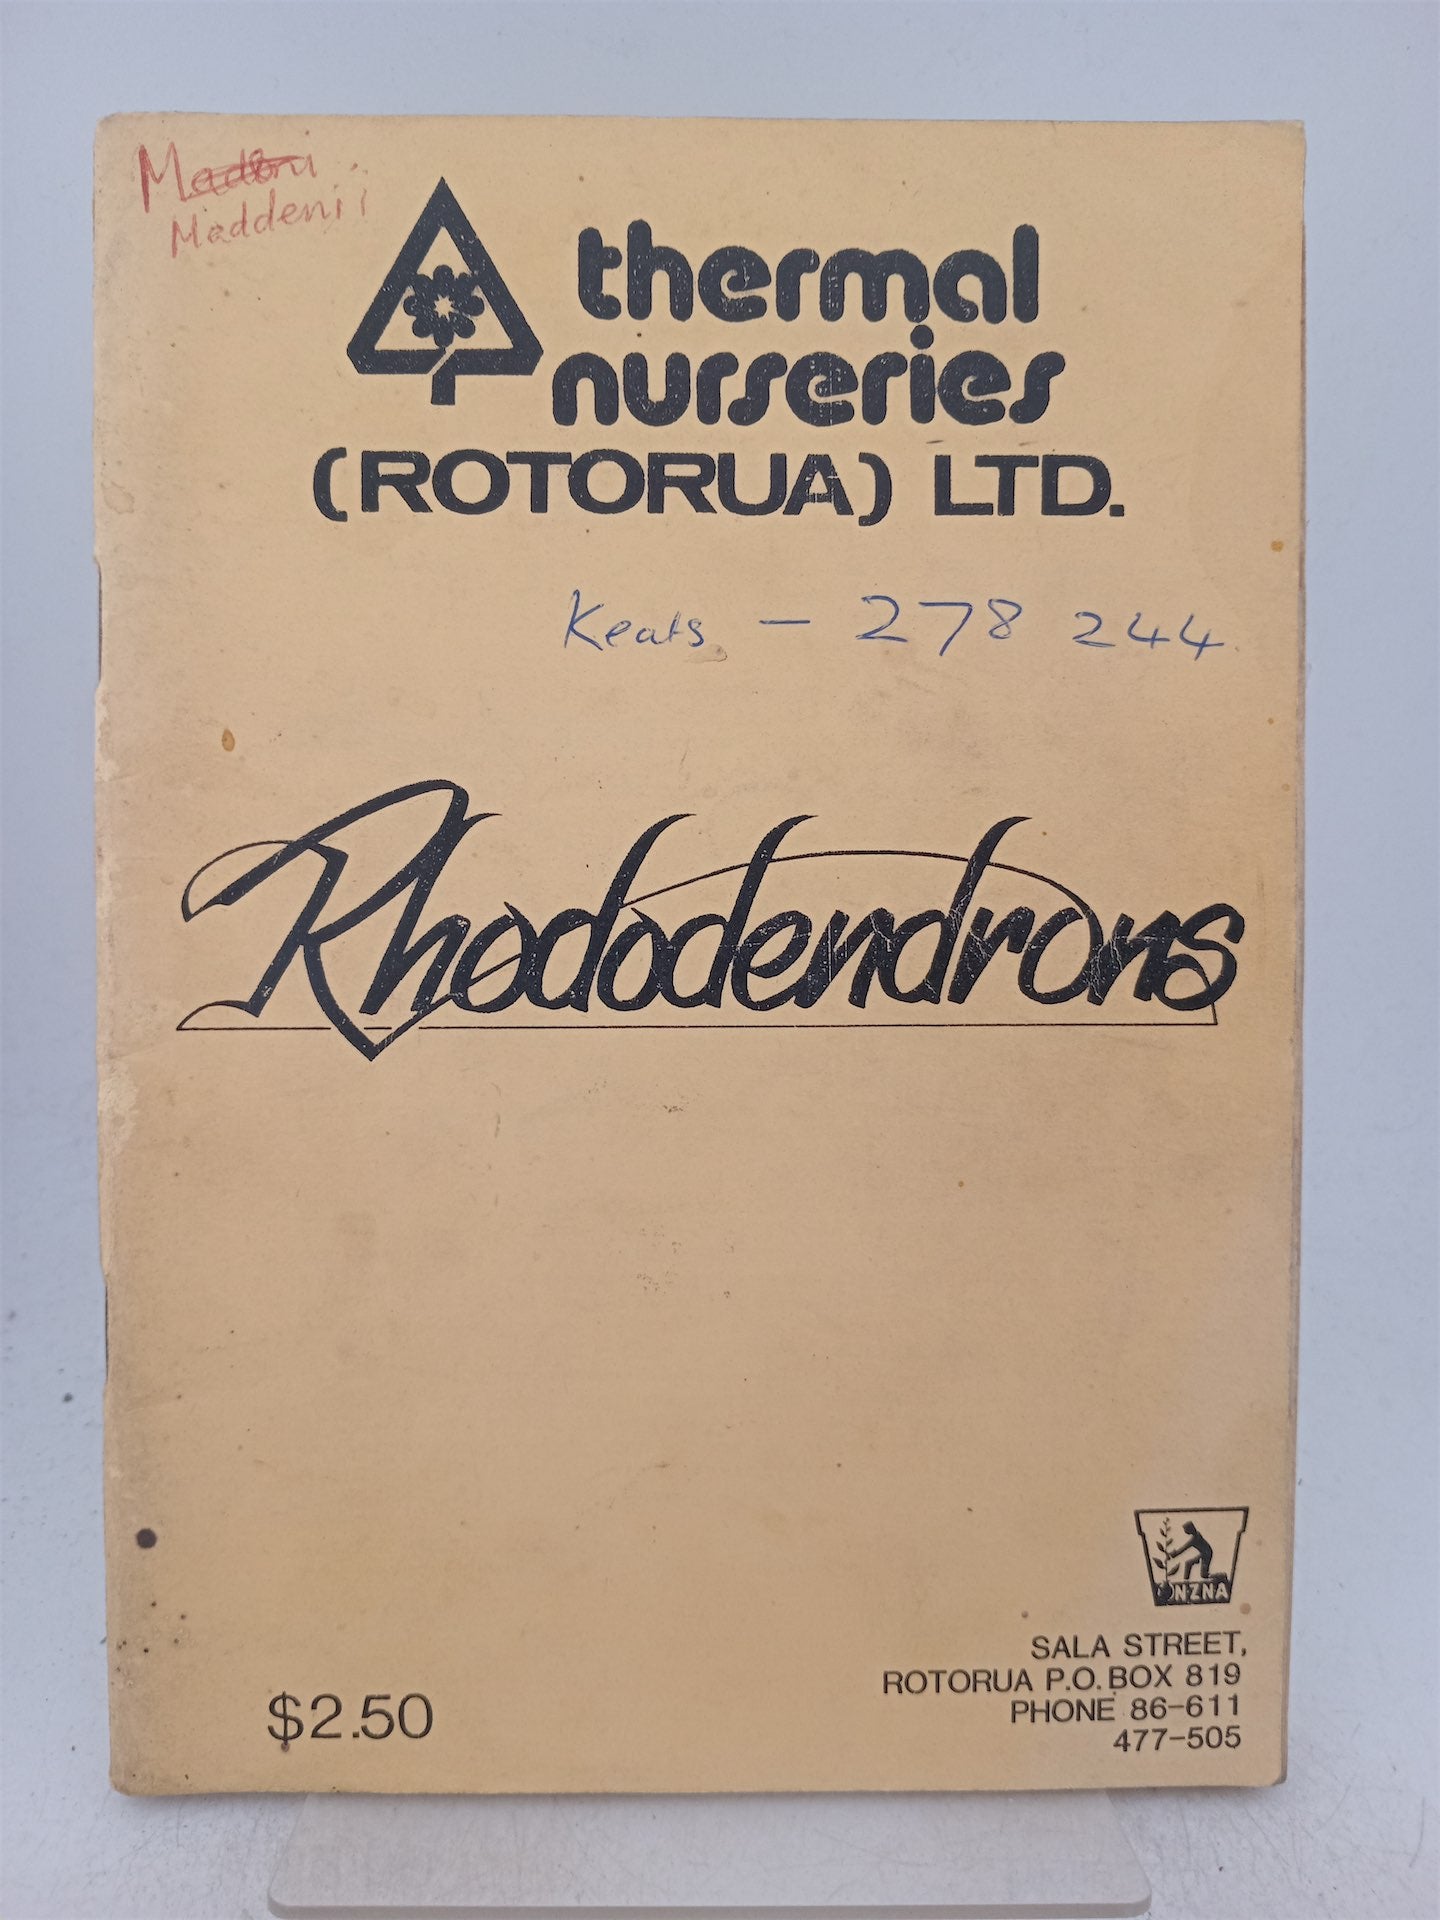 Maddenii
thermal
nurseries
(ROTORUA) LTD.
Keats - 278 244
Rhododendrons
NZNA
SALA STREET,
ROTORUA P.O. BOX 819
PHONE 86-611
477-505
$2.50